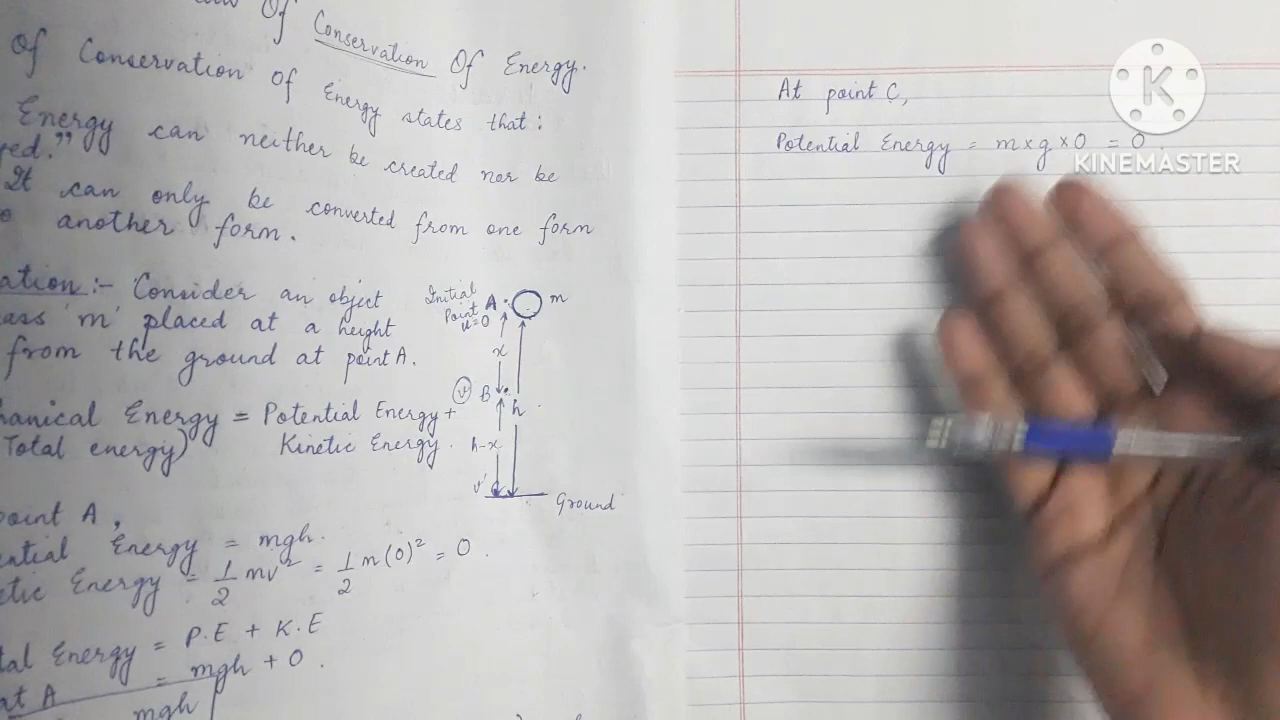 Of Conservation Of Energy.
Of Conservation of Energy states that:
Energy can neither be created nor be
It can only be converted from one form
another form.
Consider an object
'm' placed at a height
from the ground at point A.
Energy = Potential Energy +
Total energy) Kinetic Energy.
Initial
Point
u=0
A
m
x
v
B
h
h-x
v'
Ground
point A,
Energy = mgh.
Energy = 1/2 mv² = 1/2 m(0)² = 0.
Energy = P.E + K.E
at A = mgh + 0.
mgh
At point C,
Potential Energy = m×g×0 = 0.
K
KINEMASTER